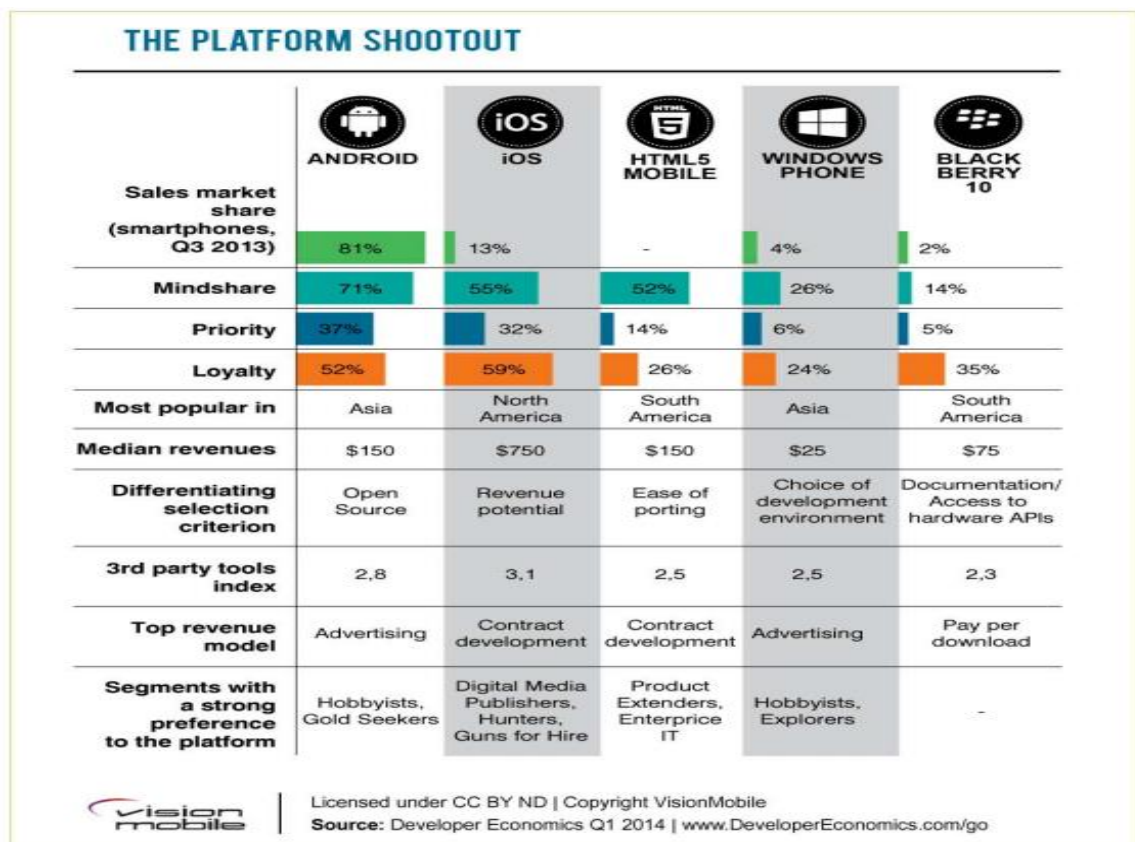 THE PLATFORM SHOOTOUT
iOS
HTML
5
ANDROID
iOS
HTML5
MOBILE
WINDOWS
PHONE
BLACK
BERRY
10
Sales market
share
(smartphones,
Q3 2013)
81%
13%
-
4%
2%
Mindshare
71%
55%
52%
26%
14%
Priority
37%
32%
14%
6%
5%
Loyalty
52%
59%
26%
24%
35%
Most popular in
Asia
North
America
South
America
Asia
South
America
Median revenues
$150
$750
$150
$25
$75
Differentiating
selection
criterion
Open
Source
Revenue
potential
Ease of
porting
Choice of
development
environment
Documentation/
Access to
hardware APIs
3rd party tools
index
2,8
3,1
2,5
2,5
2,3
Top revenue
model
Advertising
Contract
development
Contract
development
Advertising
Pay per
download
Segments with
a strong
preference
to the platform
Hobbyists,
Gold Seekers
Digital Media
Publishers,
Hunters,
Guns for Hire
Product
Extenders,
Enterprice
IT
Hobbyists,
Explorers
-
vision
mobile
Licensed under CC BY ND | Copyright VisionMobile
Source: Developer Economics Q1 2014 | www.DeveloperEconomics.com/go